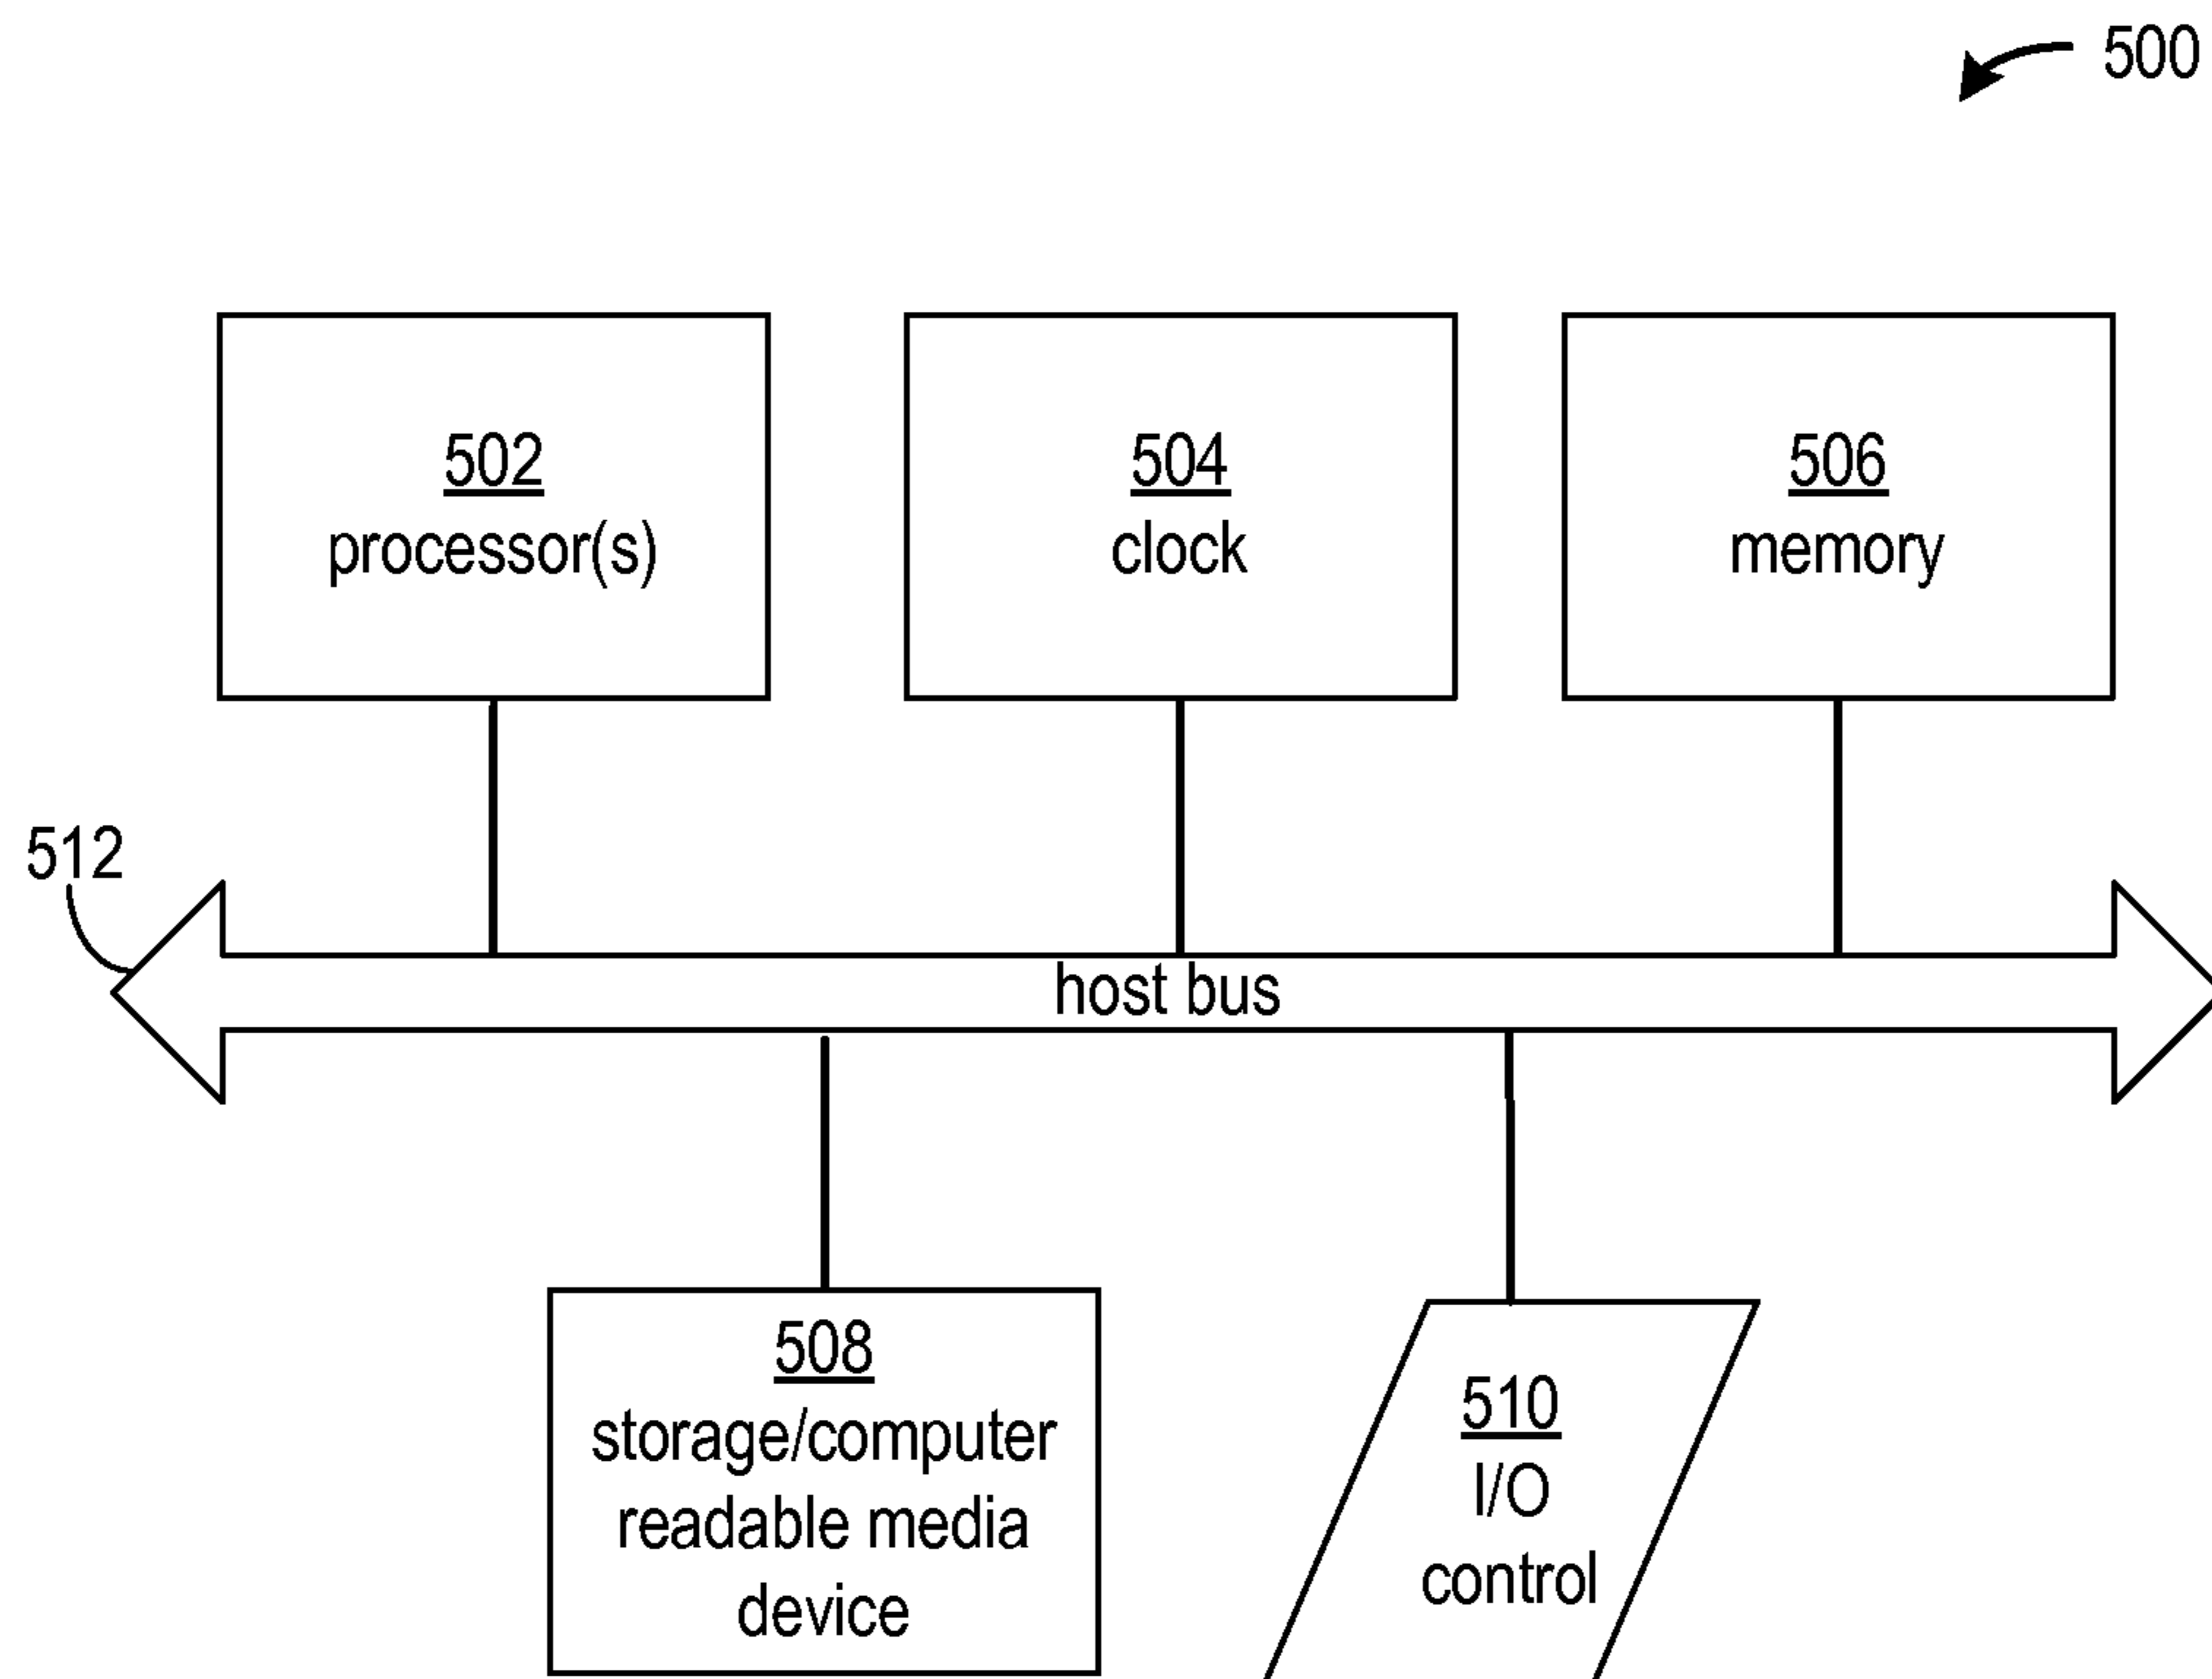 500
502
processor(s)
504
clock
506
memory
512
host bus
508
storage/computer
readable media
device
510
I/O
control